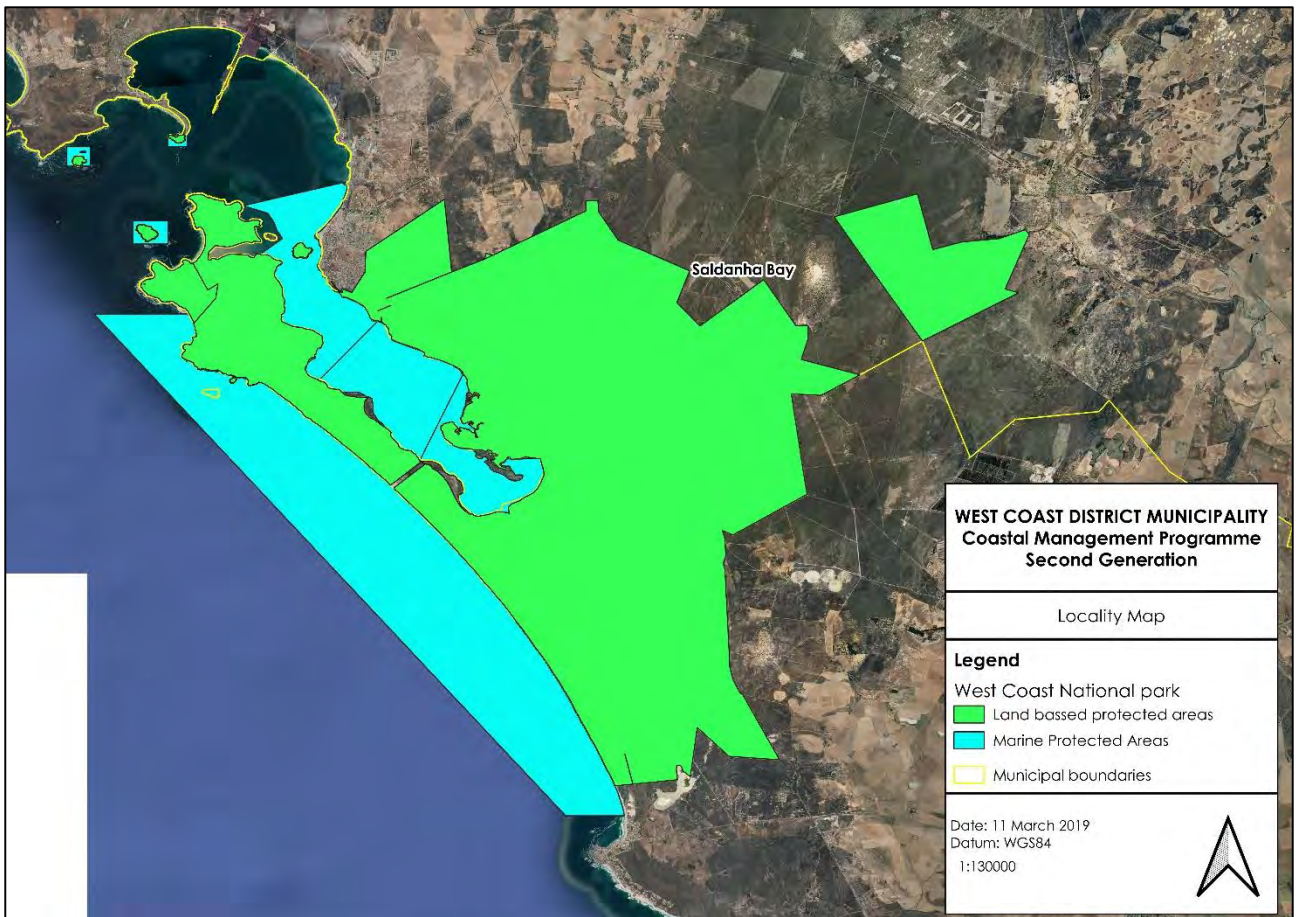 Saldanha Bay
WEST COAST DISTRICT MUNICIPALITY
Coastal Management Programme
Second Generation
Locality Map
Legend
West Coast National park
Land bassed protected areas
Marine Protected Areas
Municipal boundaries
Date: 11 March 2019
Datum: WGS84
1:130000